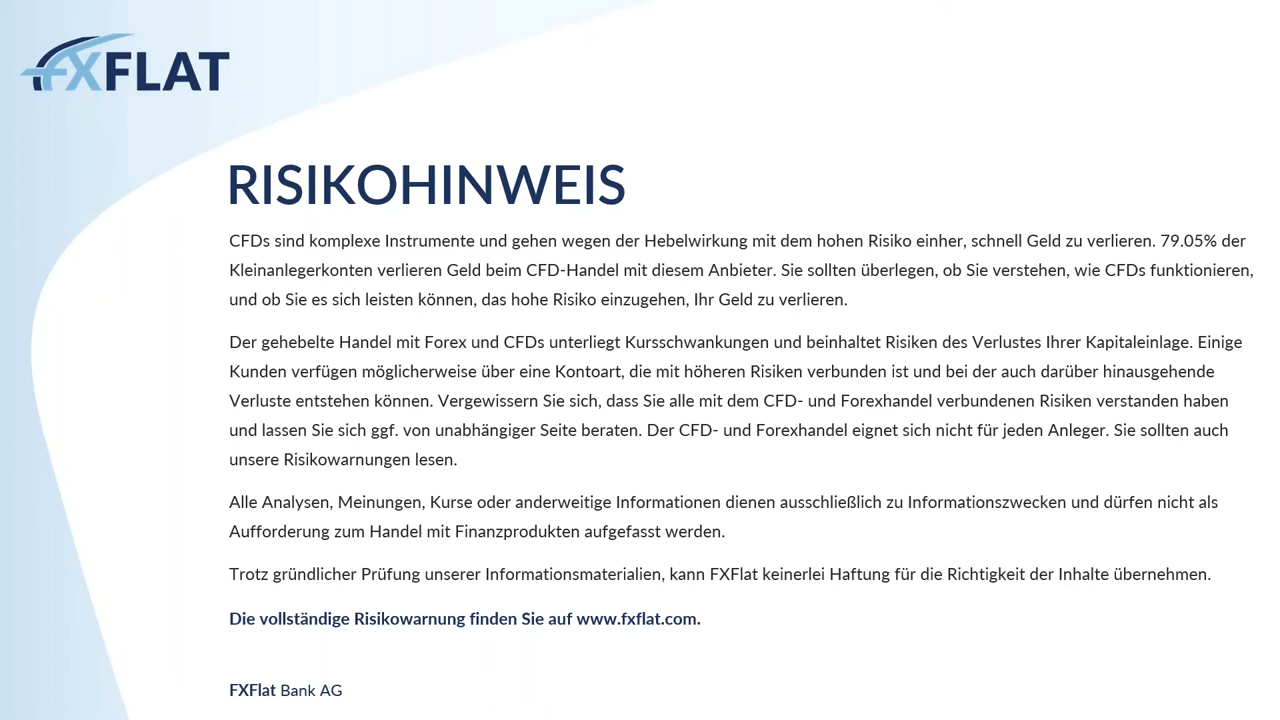 FXFLAT
RISIKOHINWEIS
CFDs sind komplexe Instrumente und gehen wegen der Hebelwirkung mit dem hohen Risiko einher, schnell Geld zu verlieren. 79.05% der
Kleinanlegerkonten verlieren Geld beim CFD-Handel mit diesem Anbieter. Sie sollten überlegen, ob Sie verstehen, wie CFDs funktionieren,
und ob Sie es sich leisten können, das hohe Risiko einzugehen, Ihr Geld zu verlieren.
Der gehebelte Handel mit Forex und CFDs unterliegt Kursschwankungen und beinhaltet Risiken des Verlustes Ihrer Kapitaleinlage. Einige
Kunden verfügen möglicherweise über eine Kontoart, die mit höheren Risiken verbunden ist und bei der auch darüber hinausgehende
Verluste entstehen können. Vergewissern Sie sich, dass Sie alle mit dem CFD- und Forexhandel verbundenen Risiken verstanden haben
und lassen Sie sich ggf. von unabhängiger Seite beraten. Der CFD- und Forexhandel eignet sich nicht für jeden Anleger. Sie sollten auch
unsere Risikowarnungen lesen.
Alle Analysen, Meinungen, Kurse oder anderweitige Informationen dienen ausschließlich zu Informationszwecken und dürfen nicht als
Aufforderung zum Handel mit Finanzprodukten aufgefasst werden.
Trotz gründlicher Prüfung unserer Informationsmaterialien, kann FXFlat keinerlei Haftung für die Richtigkeit der Inhalte übernehmen.
Die vollständige Risikowarnung finden Sie auf www.fxflat.com.
FXFlat Bank AG